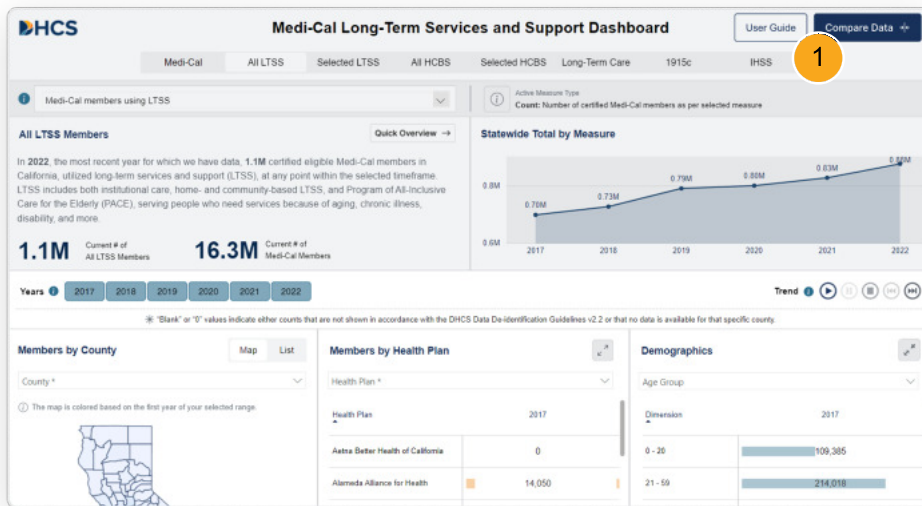 DHCS
Medi-Cal Long-Term Services and Support Dashboard
User Guide
Compare Data
1
Medi-Cal
All LTSS
Selected LTSS
All HCBS
Selected HCBS
Long-Term Care
1915c
IHSS
Medi-Cal members using LTSS
Active Measure Type
Count: Number of certified Medi-Cal members as per selected measure
All LTSS Members
Quick Overview →
In 2022, the most recent year for which we have data, 1.1M certified eligible Medi-Cal members in
California, utilized long-term services and support (LTSS), at any point within the selected timeframe.
LTSS includes both institutional care, home- and community-based LTSS, and Program of All-Inclusive
Care for the Elderly (PACE), serving people who need services because of aging, chronic illness,
disability, and more.
1.1M
Current # of
All LTSS Members
16.3M
Current # of
Medi-Cal Members
Statewide Total by Measure
0.8M
0.6M
0.70M
0.73M
0.79M
0.80M
0.83M
0.88M
2017
2018
2019
2020
2021
2022
Years
2017
2018
2019
2020
2021
2022
Trend
"Blank" or "0" values indicate either counts that are not shown in accordance with the DHCS Data De-identification Guidelines v2.2 or that no data is available for that specific county.
Members by County
Map
List
County *
The map is colored based on the first year of your selected range.
Members by Health Plan
Health Plan *
Health Plan
2017
Aetna Better Health of California
0
Alameda Alliance for Health
14,050
Demographics
Age Group
Dimension
2017
0 - 20
109,385
21 - 59
214,018